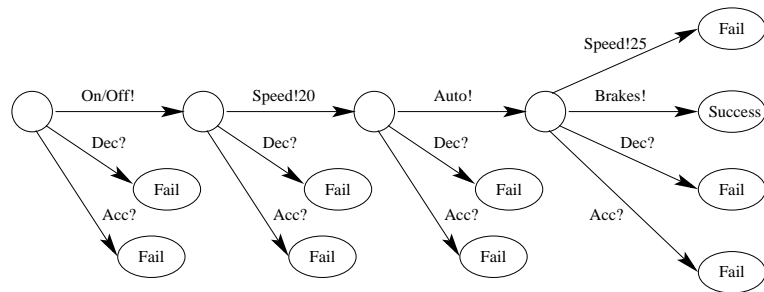 Fail
Speed!25
On/Off!
Speed!20
Auto!
Brakes!
Success
Dec?
Dec?
Dec?
Dec?
Fail
Fail
Fail
Fail
Acc?
Acc?
Acc?
Acc?
Fail
Fail
Fail
Fail